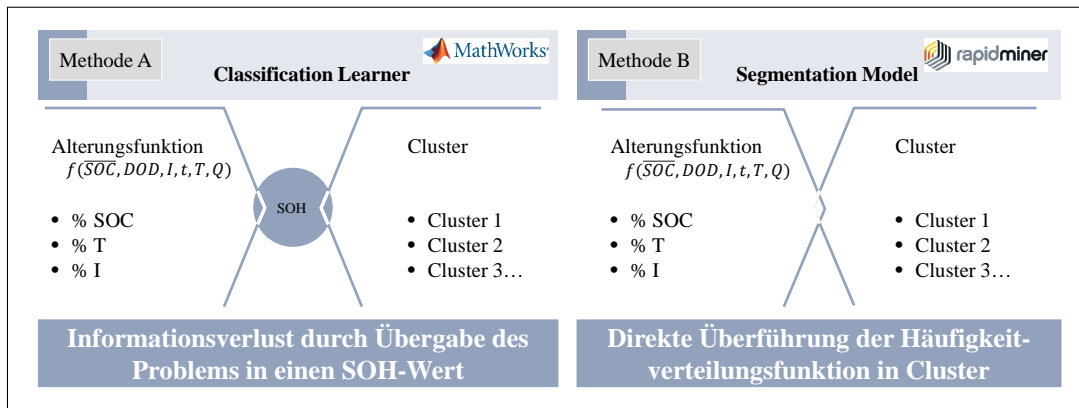 Methode A
MathWorks®
Classification Learner
Alterungsfunktion
f(S̅O̅C̅, DOD, I, t, T, Q)
• % SOC
• % T
• % I
SOH
Cluster
• Cluster 1
• Cluster 2
• Cluster 3…
Informationsverlust durch Übergabe des
Problems in einen SOH-Wert
Methode B
rapidminer
Segmentation Model
Alterungsfunktion
f(S̅O̅C̅, DOD, I, t, T, Q)
• % SOC
• % T
• % I
Cluster
• Cluster 1
• Cluster 2
• Cluster 3…
Direkte Überführung der Häufigkeit-
verteilungsfunktion in Cluster